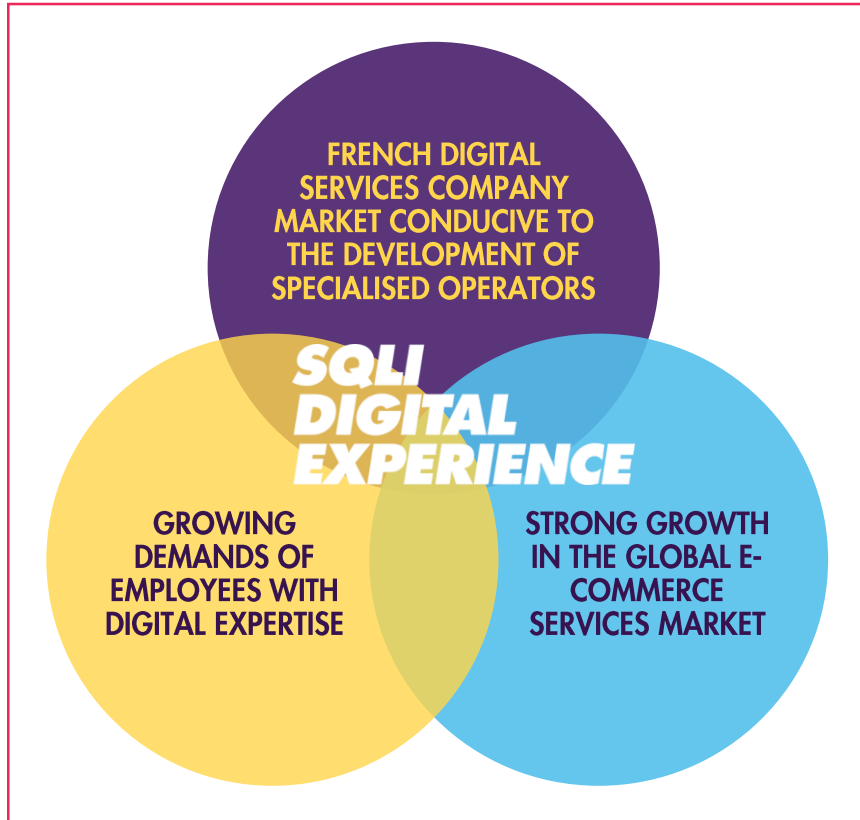 FRENCH DIGITAL
SERVICES COMPANY
MARKET CONDUCIVE TO
THE DEVELOPMENT OF
SPECIALISED OPERATORS
SQLI
DIGITAL
EXPERIENCE
GROWING
DEMANDS OF
EMPLOYEES WITH
DIGITAL EXPERTISE
STRONG GROWTH
IN THE GLOBAL E-
COMMERCE
SERVICES MARKET